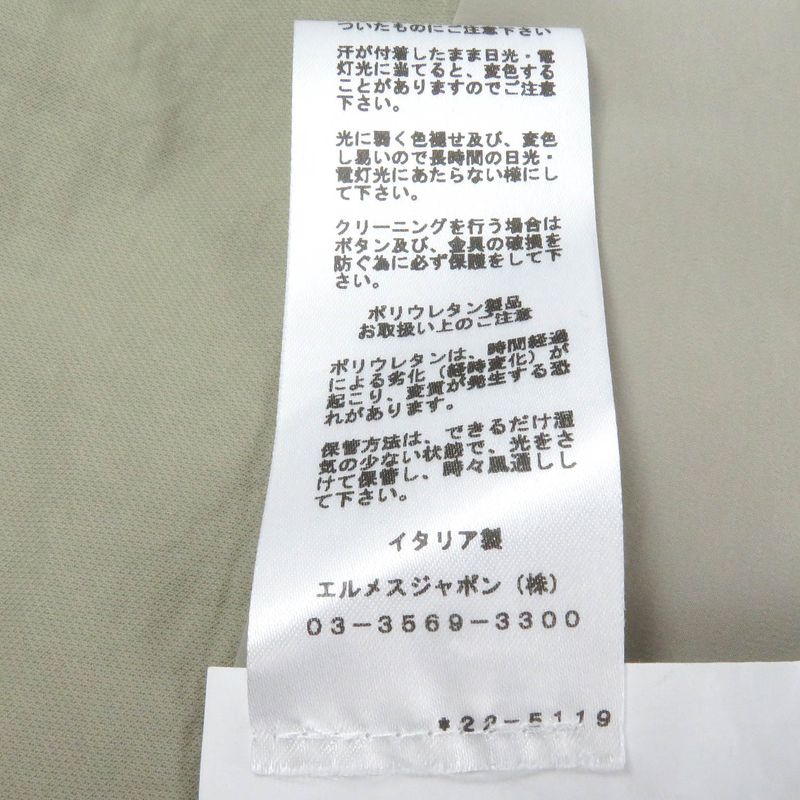 ついたものにご注意下さい
汗が付着したまま日光・電
灯光に当てると、変色する
ことがありますのでご注意
下さい。
光に弱く色褪せ及び、変色
し易いので長時間の日光・
電灯光にあたらない様にし
て下さい。
クリーニングを行う場合は
ボタン及び、金具の破損を
防ぐ為に必ず保護をして下
さい。
ポリウレタン製品
お取扱い上のご注意
ポリウレタンは、時間経過
による劣化（経時変化）が
起こり、変質が発生する恐
れがあります。
保管方法は、できるだけ湿
気の少ない状態で、光をさ
けて保管し、時々風通しし
て下さい。
イタリア製
エルメスジャポン（株）
03-3569-3300
*22-5119